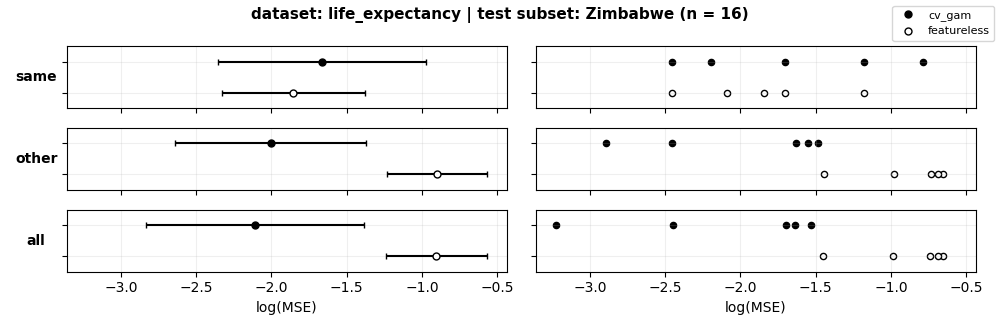 dataset: life_expectancy | test subset: Zimbabwe (n = 16)
cv_gam
featureless
same
other
all
−3.0 −2.5 −2.0 −1.5 −1.0 −0.5
log(MSE)
−3.0 −2.5 −2.0 −1.5 −1.0 −0.5
log(MSE)